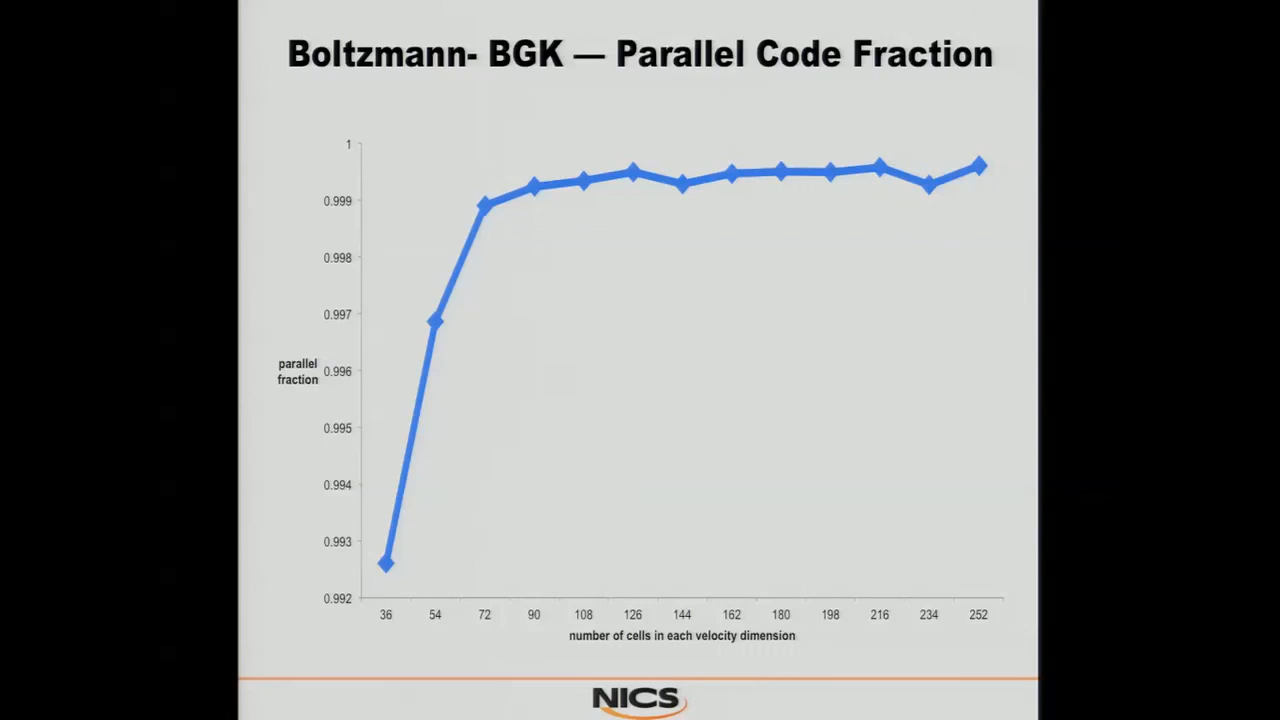 Boltzmann- BGK — Parallel Code Fraction
1
0.999
0.998
0.997
parallel
fraction
0.996
0.995
0.994
0.993
0.992
36 54 72 90 108 126 144 162 180 198 216 234 252
number of cells in each velocity dimension
NICS